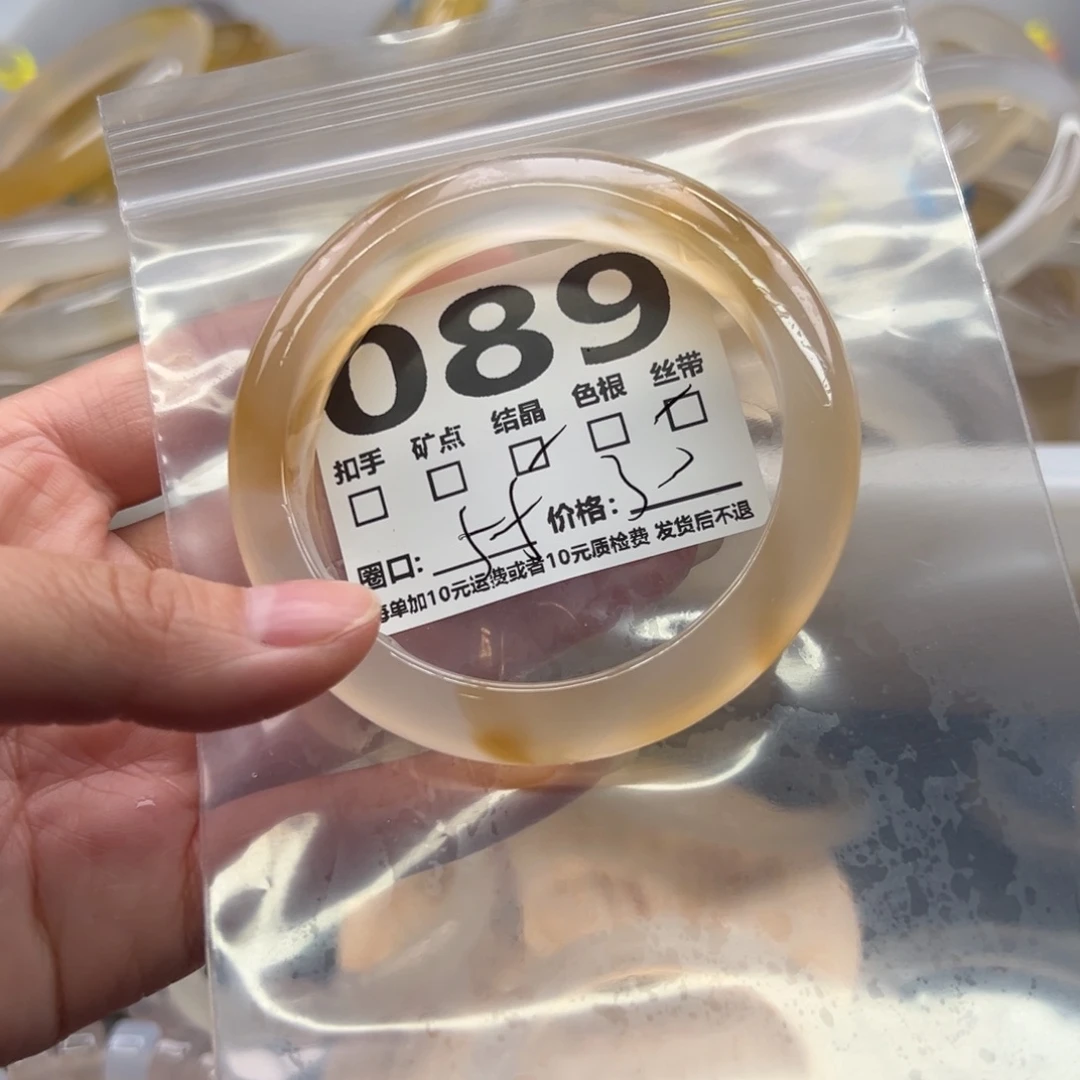 089
扣手 矿点 结晶 色根 丝带
圈口: 价格:
每单加10元运费或者10元质检费 发货后不退